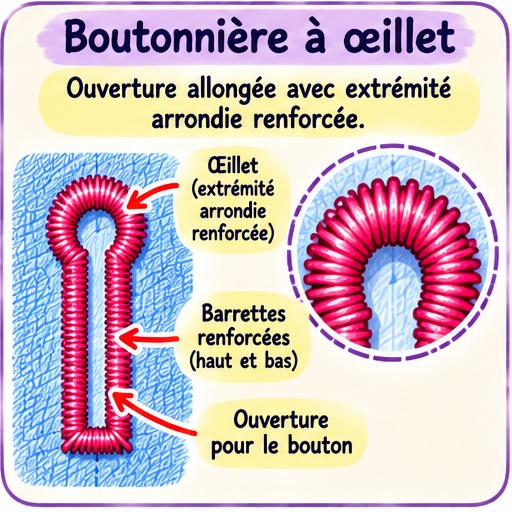 Boutonnière à œillet
Ouverture allongée avec extrémité
arrondie renforcée.
Œillet
(extrémité
arrondie
renforcée)
Barrettes
renforcées
(haut et bas)
Ouverture
pour le bouton